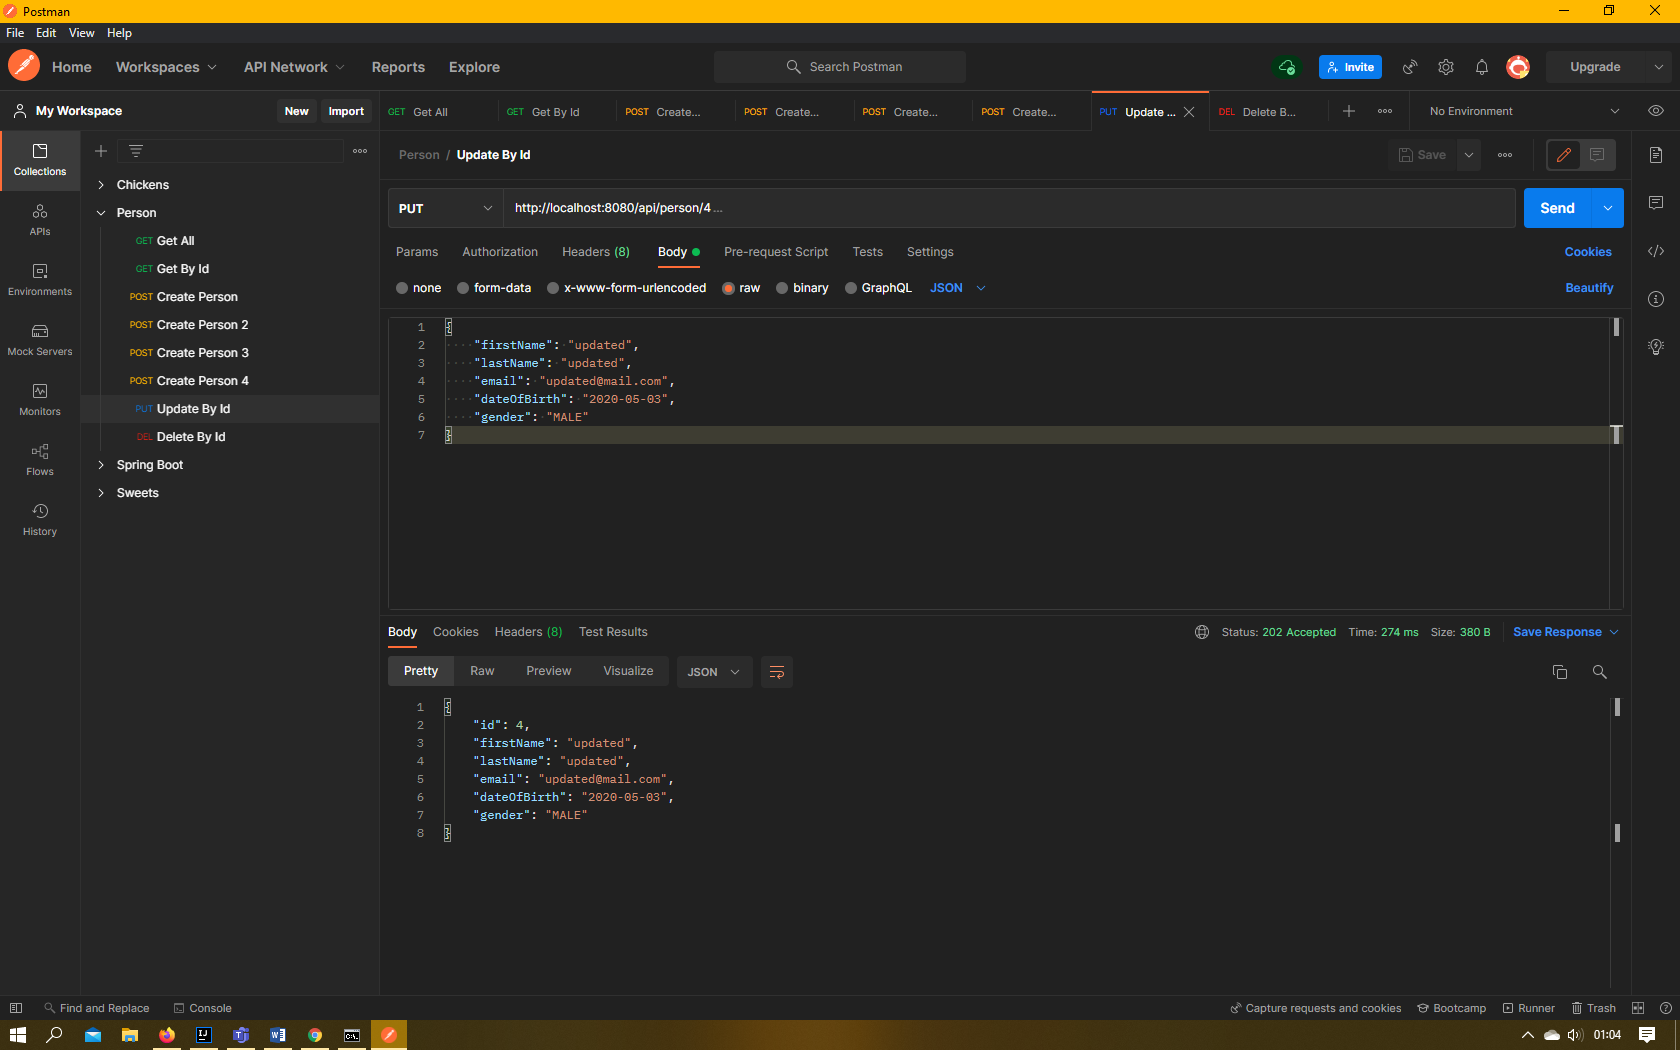 Postman
File Edit View Help
Home Workspaces API Network Reports Explore Search Postman Invite Upgrade
My Workspace New Import
GET Get All GET Get By Id POST Create... POST Create... POST Create... POST Create... PUT Update ... DEL Delete B... No Environment
Collections
APIs
Environments
Mock Servers
Monitors
Flows
History
Chickens
Person
GET Get All
GET Get By Id
POST Create Person
POST Create Person 2
POST Create Person 3
POST Create Person 4
PUT Update By Id
DEL Delete By Id
Spring Boot
Sweets
Person / Update By Id Save
PUT http://localhost:8080/api/person/4 ... Send
Params Authorization Headers (8) Body Pre-request Script Tests Settings Cookies
none form-data x-www-form-urlencoded raw binary GraphQL JSON Beautify
1 {
2 "firstName": "updated",
3 "lastName": "updated",
4 "email": "updated@mail.com",
5 "dateOfBirth": "2020-05-03",
6 "gender": "MALE"
7 }
Body Cookies Headers (8) Test Results Status: 202 Accepted Time: 274 ms Size: 380 B Save Response
Pretty Raw Preview Visualize JSON
1 {
2 "id": 4,
3 "firstName": "updated",
4 "lastName": "updated",
5 "email": "updated@mail.com",
6 "dateOfBirth": "2020-05-03",
7 "gender": "MALE"
8 }
Find and Replace Console Capture requests and cookies Bootcamp Runner Trash
01:04